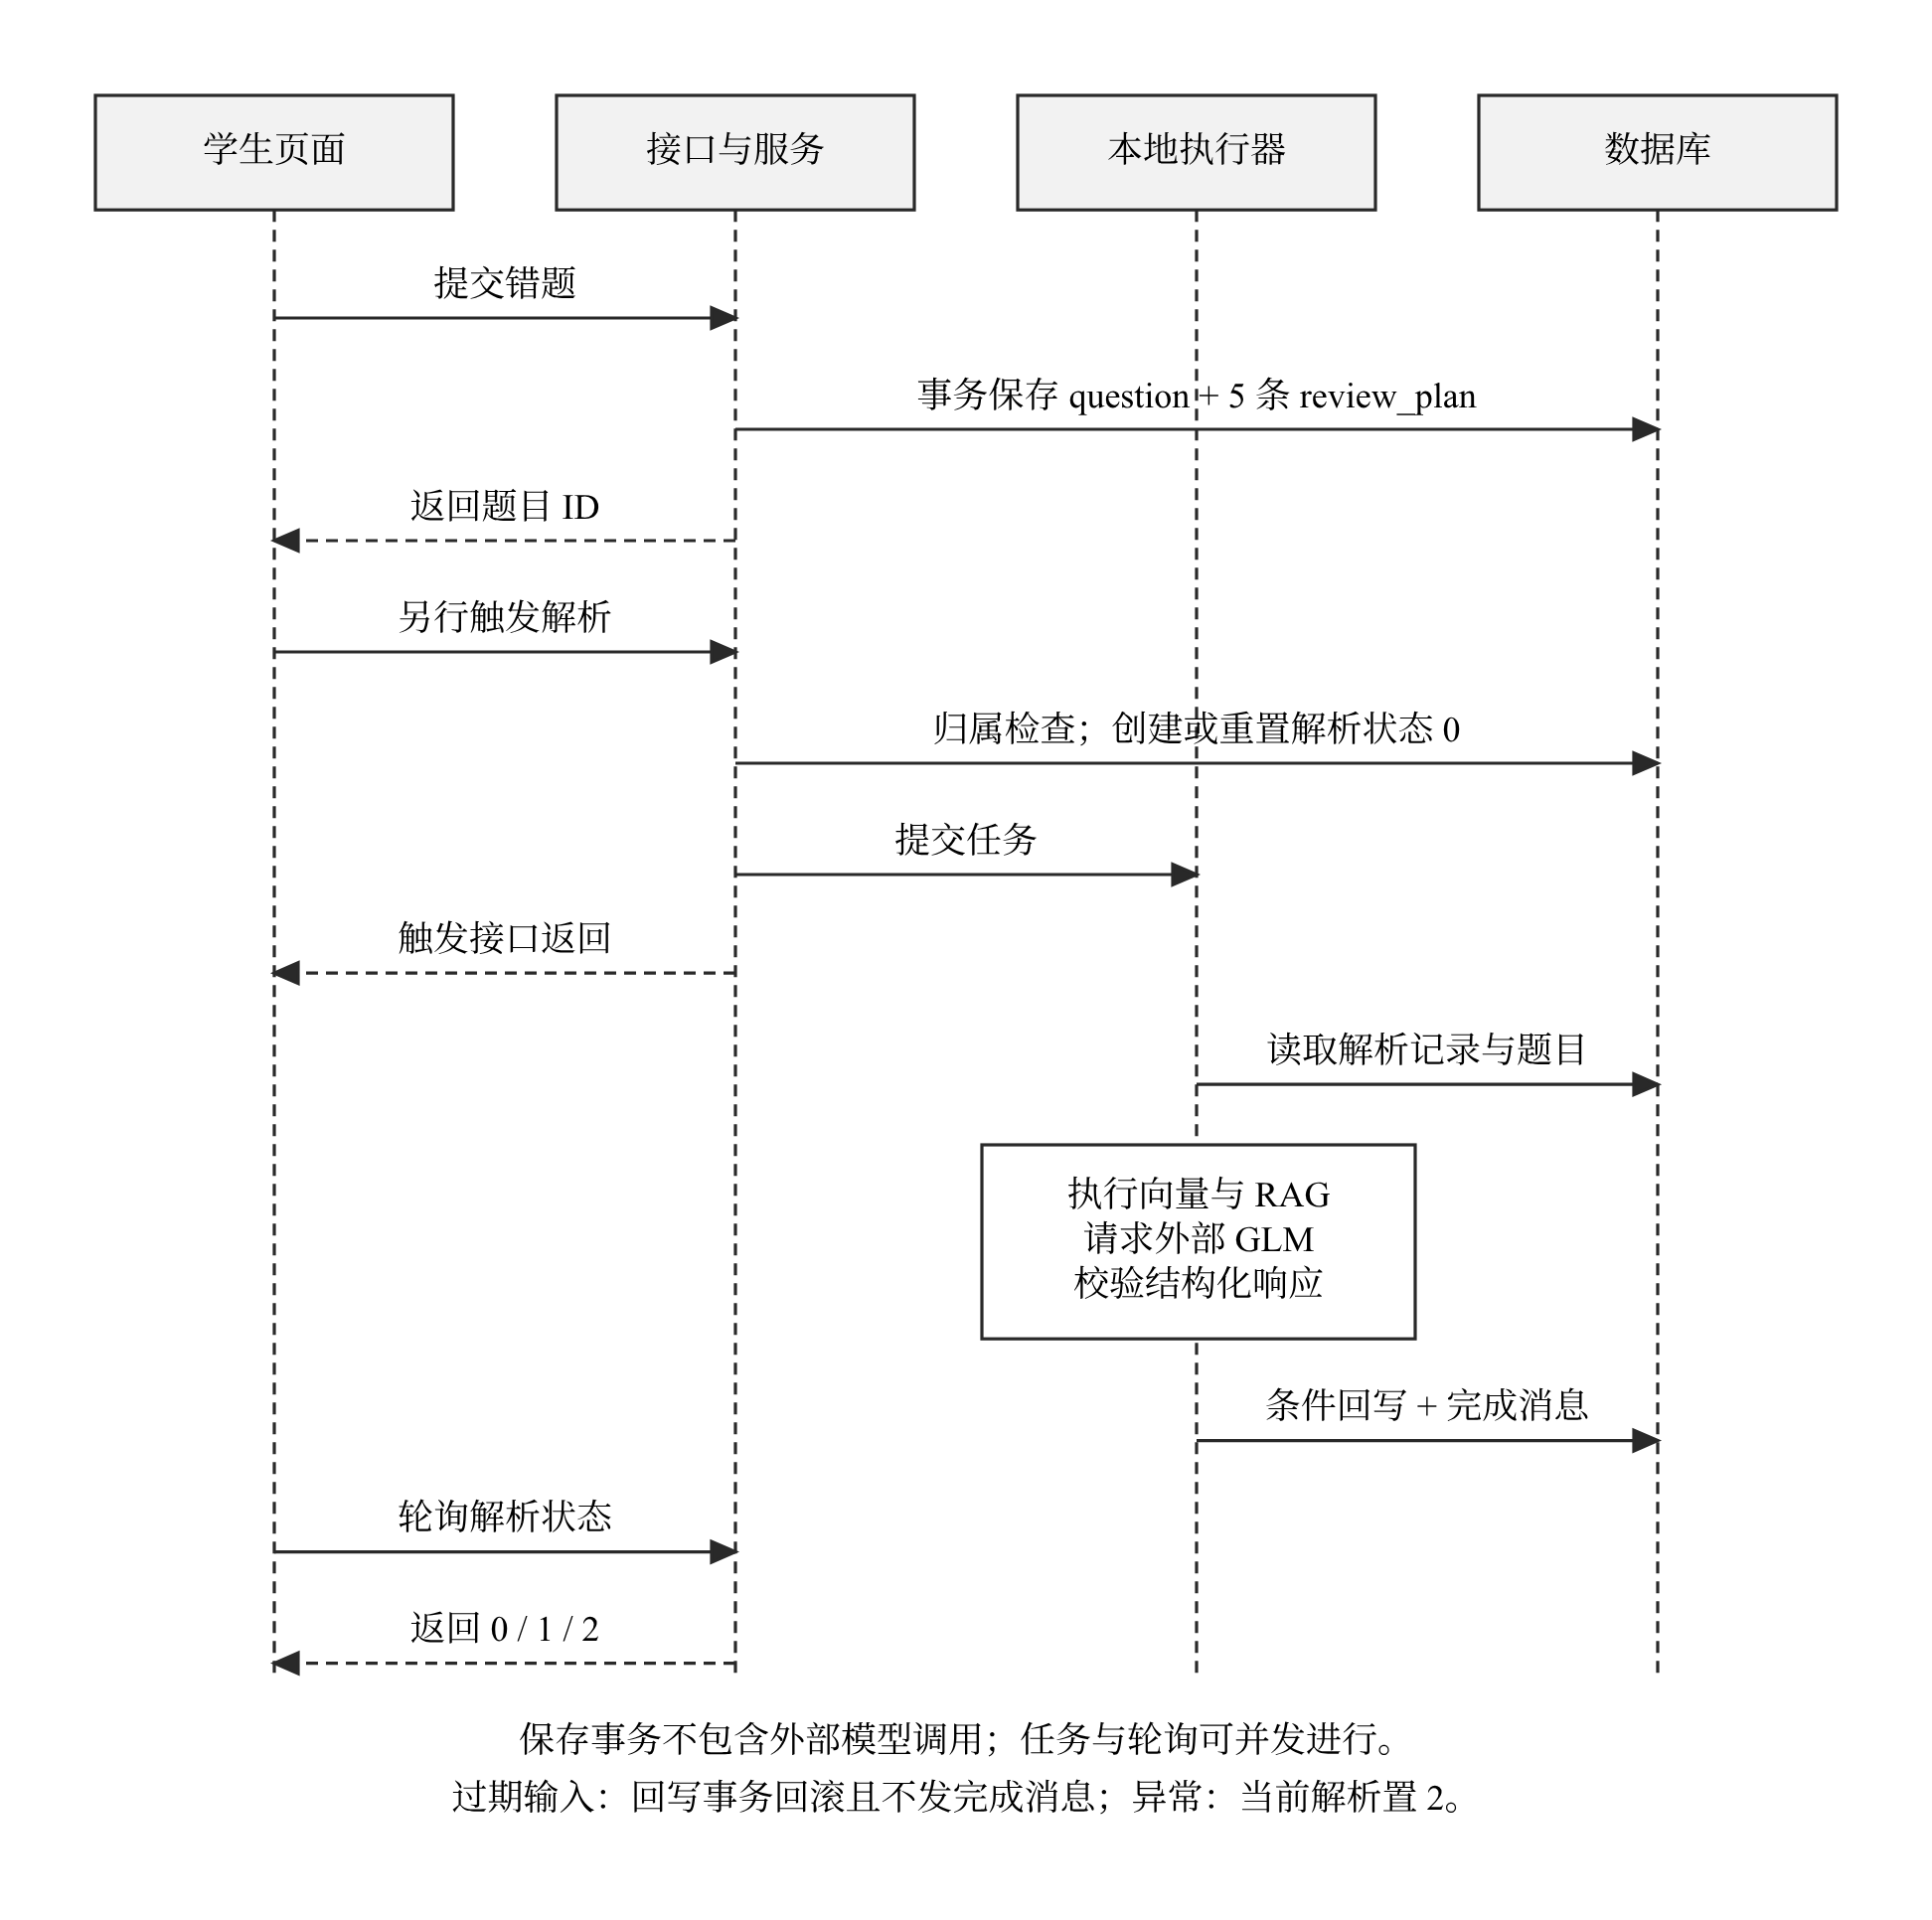 学生页面
接口与服务
本地执行器
数据库
提交错题
事务保存 question + 5 条 review_plan
返回题目 ID
另行触发解析
归属检查；创建或重置解析状态 0
提交任务
触发接口返回
读取解析记录与题目
执行向量与 RAG
请求外部 GLM
校验结构化响应
条件回写 + 完成消息
轮询解析状态
返回 0 / 1 / 2
保存事务不包含外部模型调用；任务与轮询可并发进行。
过期输入：回写事务回滚且不发完成消息；异常：当前解析置 2。